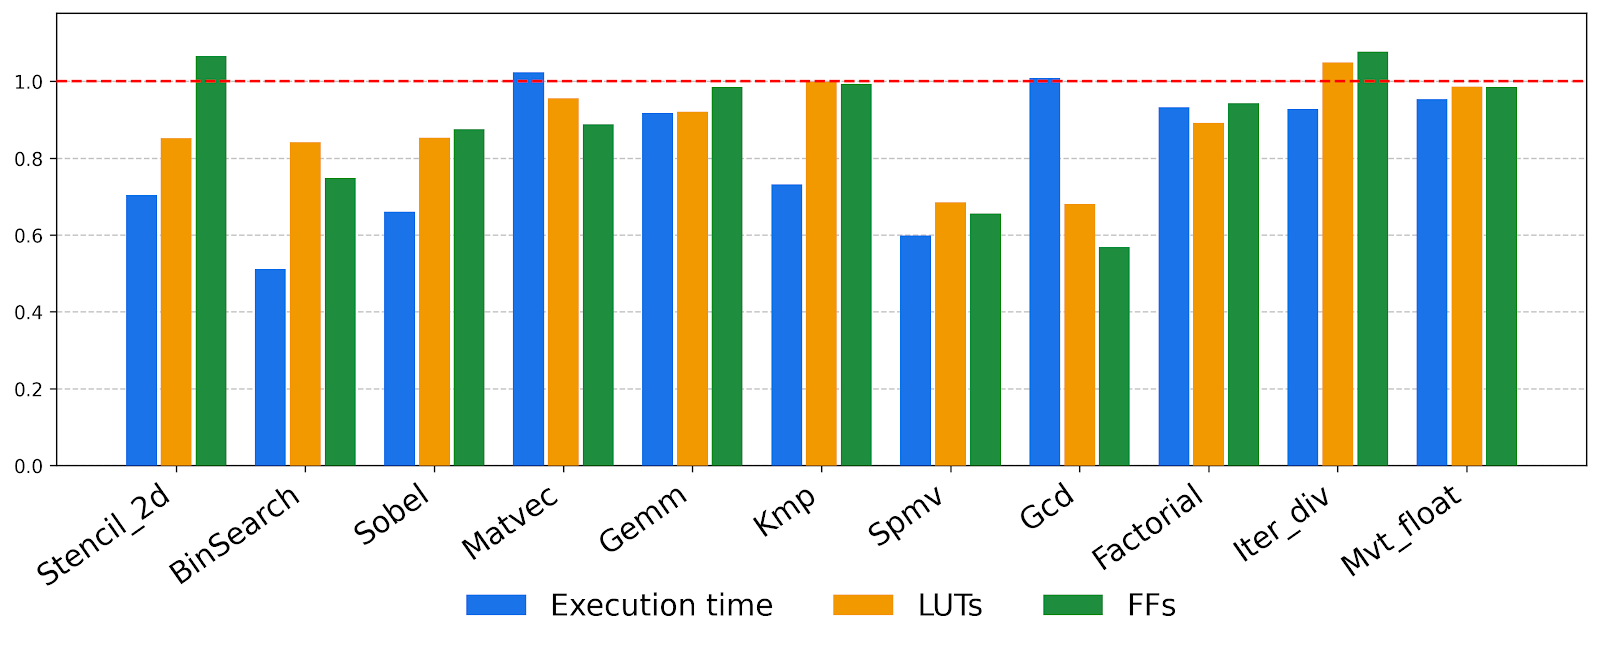 1.0
0.8
0.6
0.4
0.2
0.0
Stencil_2d
BinSearch
Sobel
Matvec
Gemm
Kmp
Spmv
Gcd
Factorial
Iter_div
Mvt_float
Execution time
LUTs
FFs